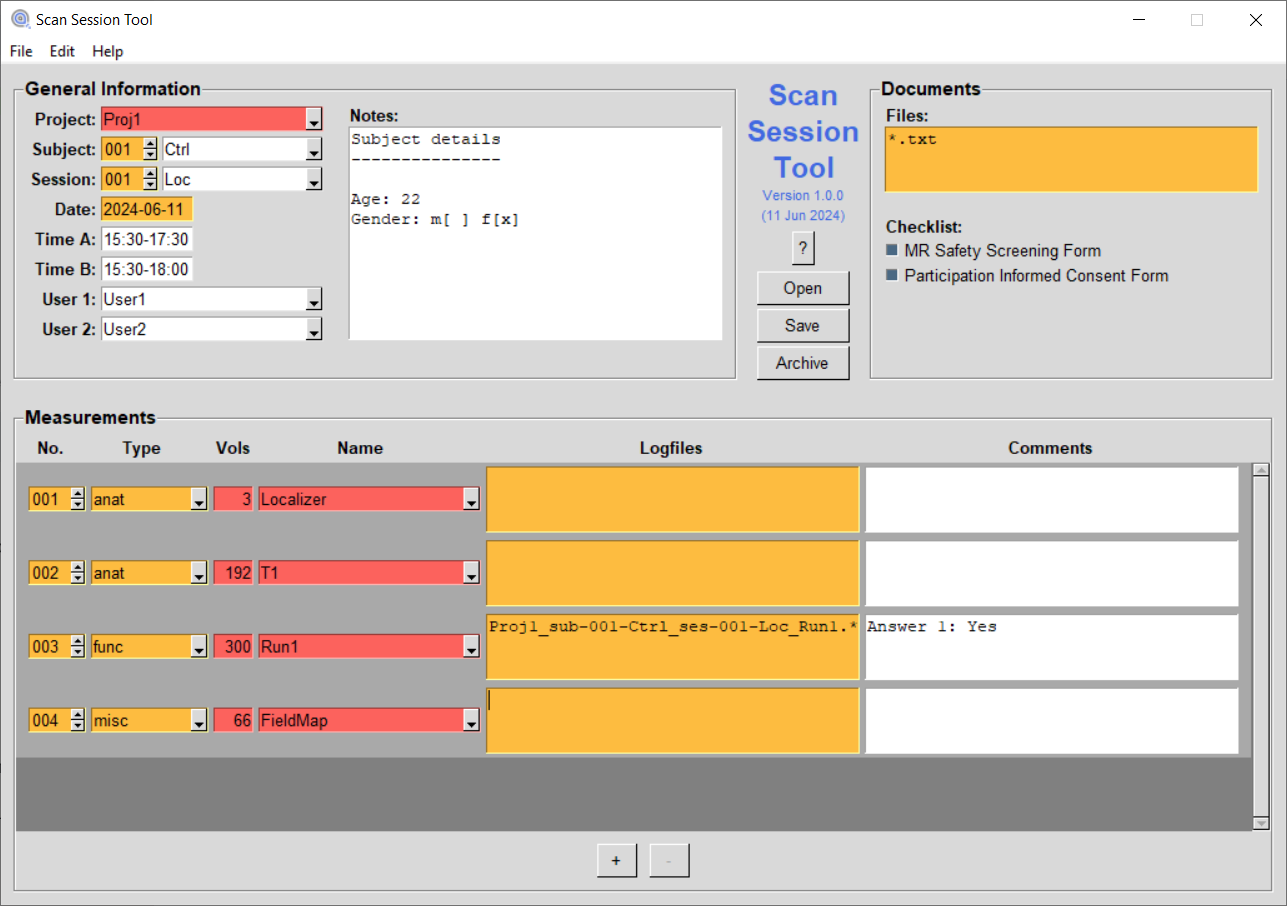 Scan Session Tool
File Edit Help
General Information
Project: Proj1
Subject: 001 Ctrl
Session: 001 Loc
Date: 2024-06-11
Time A: 15:30-17:30
Time B: 15:30-18:00
User 1: User1
User 2: User2
Notes:
Subject details
---------------
Age: 22
Gender: m[ ] f[x]
Scan
Session
Tool
Version 1.0.0
(11 Jun 2024)
?
Open
Save
Archive
Documents
Files:
*.txt
Checklist:
MR Safety Screening Form
Participation Informed Consent Form
Measurements
No. Type Vols Name Logfiles Comments
001 anat 3 Localizer
002 anat 192 T1
003 func 300 Run1 Proj1_sub-001-Ctrl_ses-001-Loc_Run1.* Answer 1: Yes
004 misc 66 FieldMap
+ -